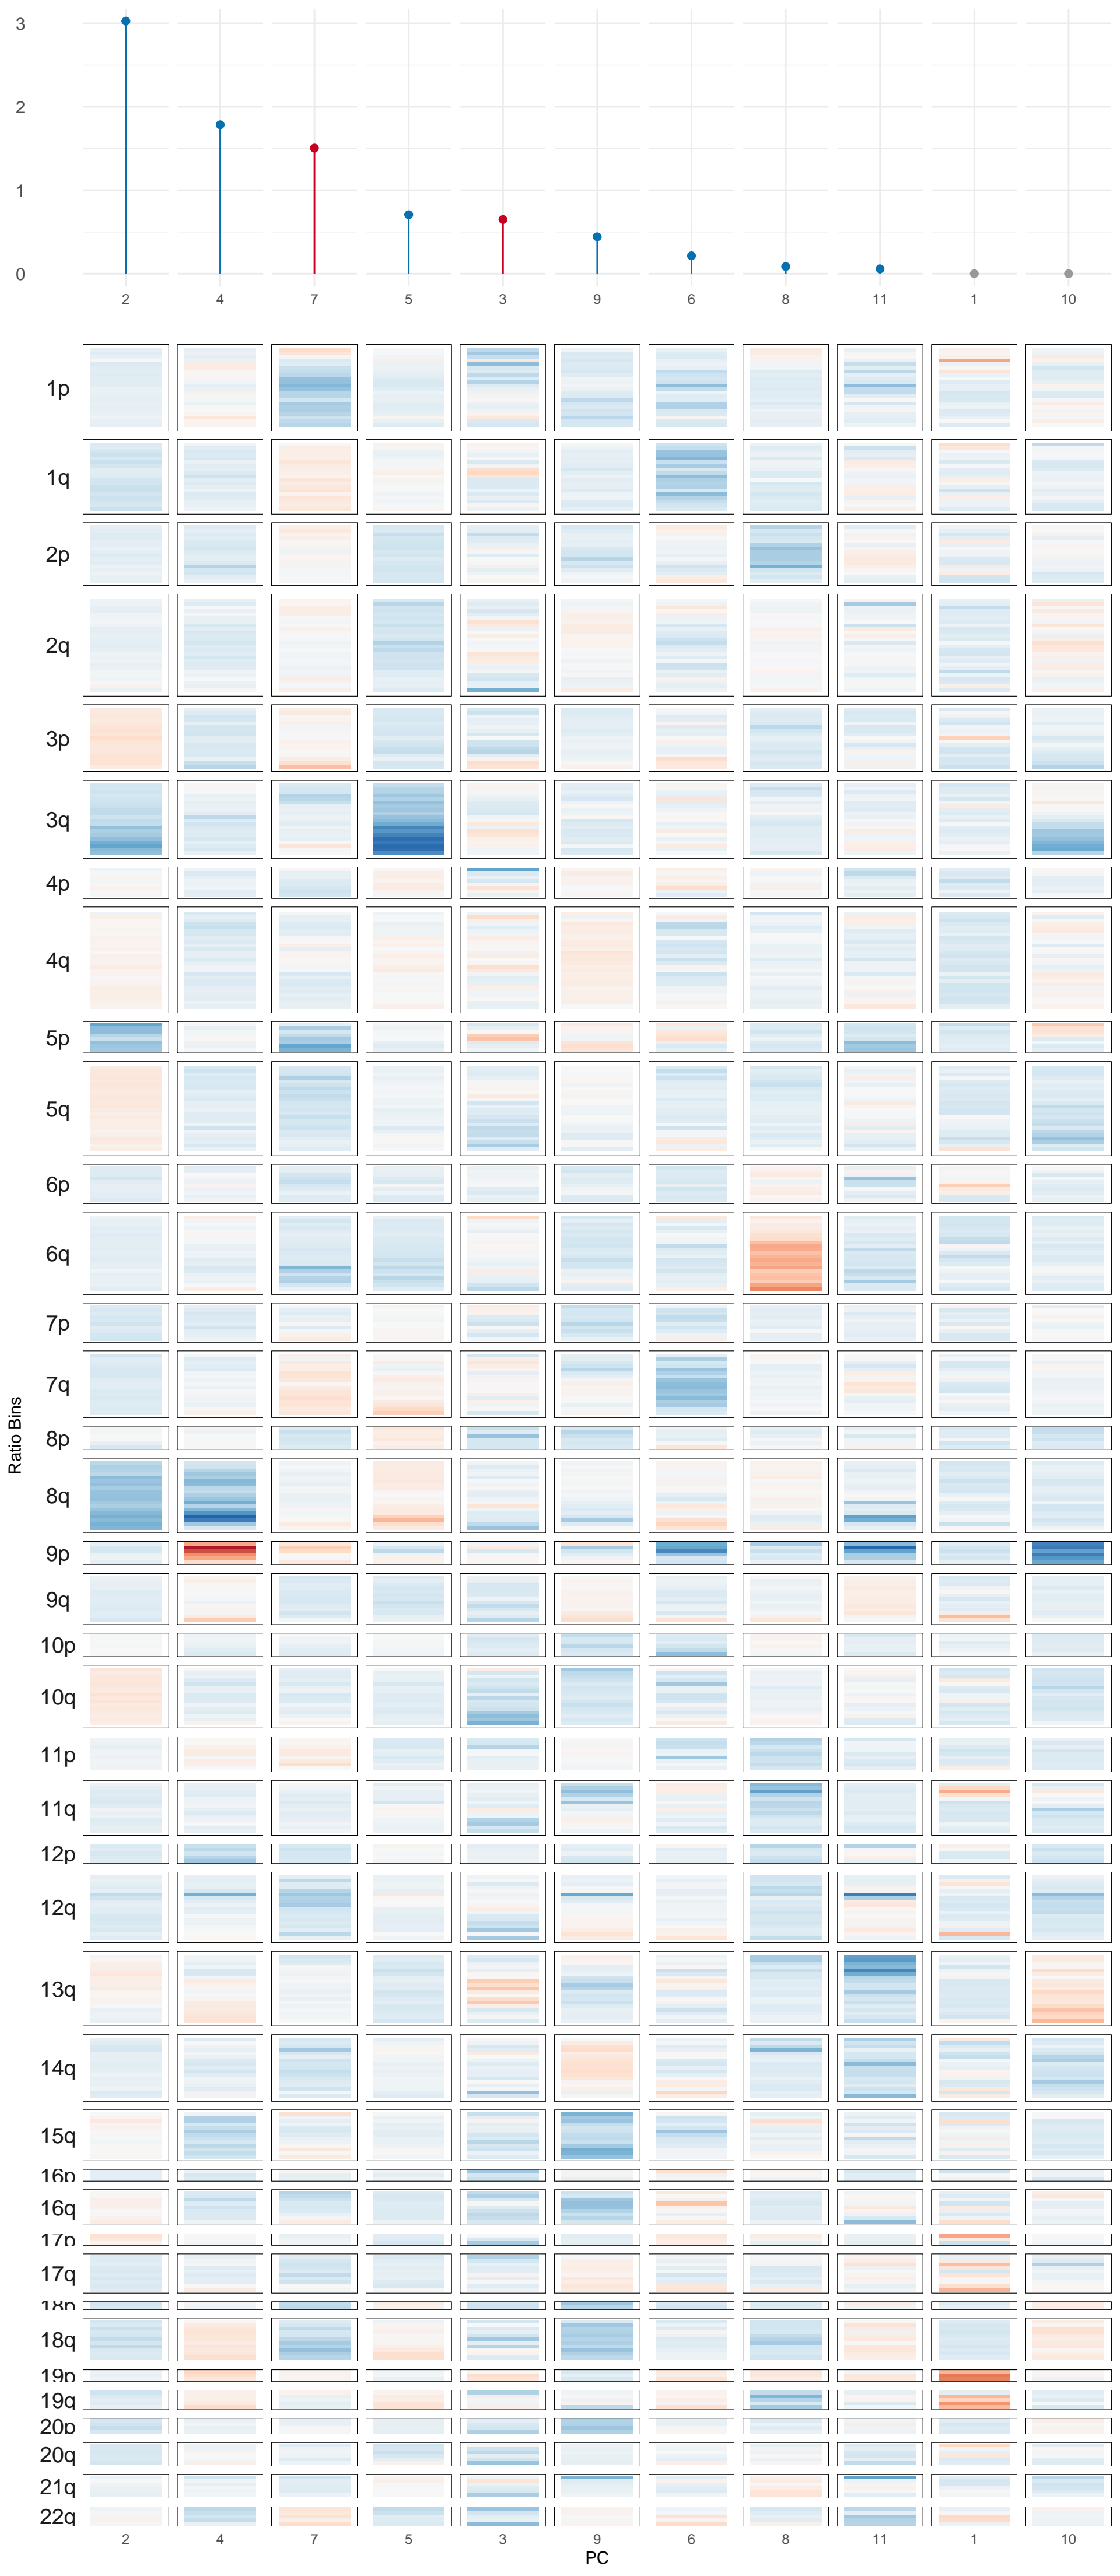 3
2
1
0
2 4 7 5 3 9 6 8 11 1 10
1p
1q
2p
2q
3p
3q
4p
4q
5p
5q
6p
6q
7p
7q
8p
8q
9p
9q
10p
10q
11p
11q
12p
12q
13q
14q
15q
16p
16q
17p
17q
18p
18q
19p
19q
20p
20q
21q
22q
Ratio Bins
2 4 7 5 3 9 6 8 11 1 10
PC